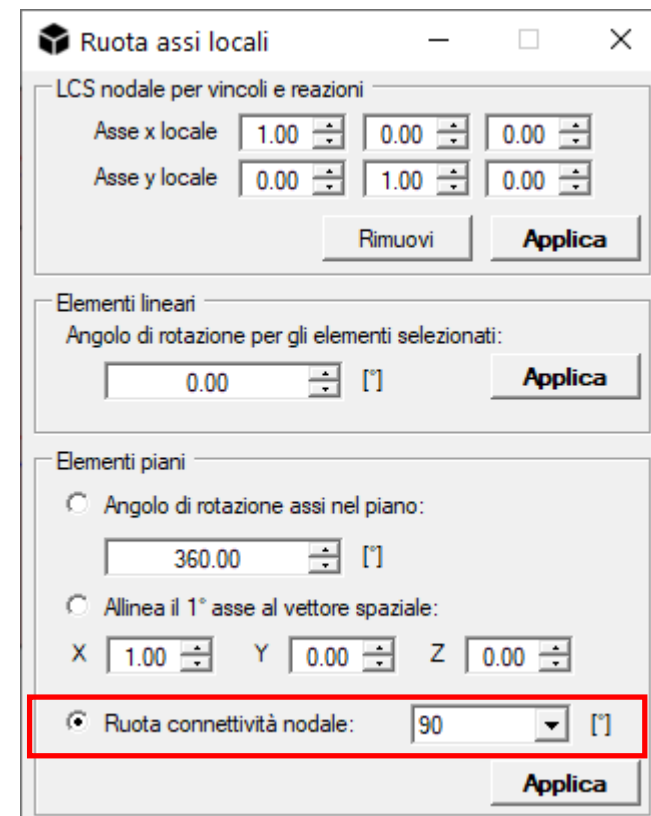 Ruota assi locali
LCS nodale per vincoli e reazioni
Asse x locale 1.00 0.00 0.00
Asse y locale 0.00 1.00 0.00
Rimuovi Applica
Elementi lineari
Angolo di rotazione per gli elementi selezionati:
0.00 [°] Applica
Elementi piani
Angolo di rotazione assi nel piano:
360.00 [°]
Allinea il 1° asse al vettore spaziale:
X 1.00 Y 0.00 Z 0.00
Ruota connettività nodale: 90 [°]
Applica